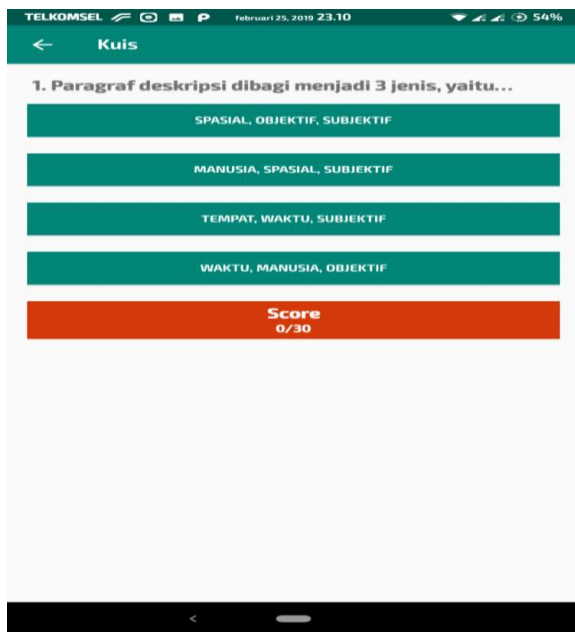 TELKOMSEL februari 25, 2019 23.10 54%
Kuis
1. Paragraf deskripsi dibagi menjadi 3 jenis, yaitu...
SPASIAL, OBJEKTIF, SUBJEKTIF
MANUSIA, SPASIAL, SUBJEKTIF
TEMPAT, WAKTU, SUBJEKTIF
WAKTU, MANUSIA, OBJEKTIF
Score
0/30